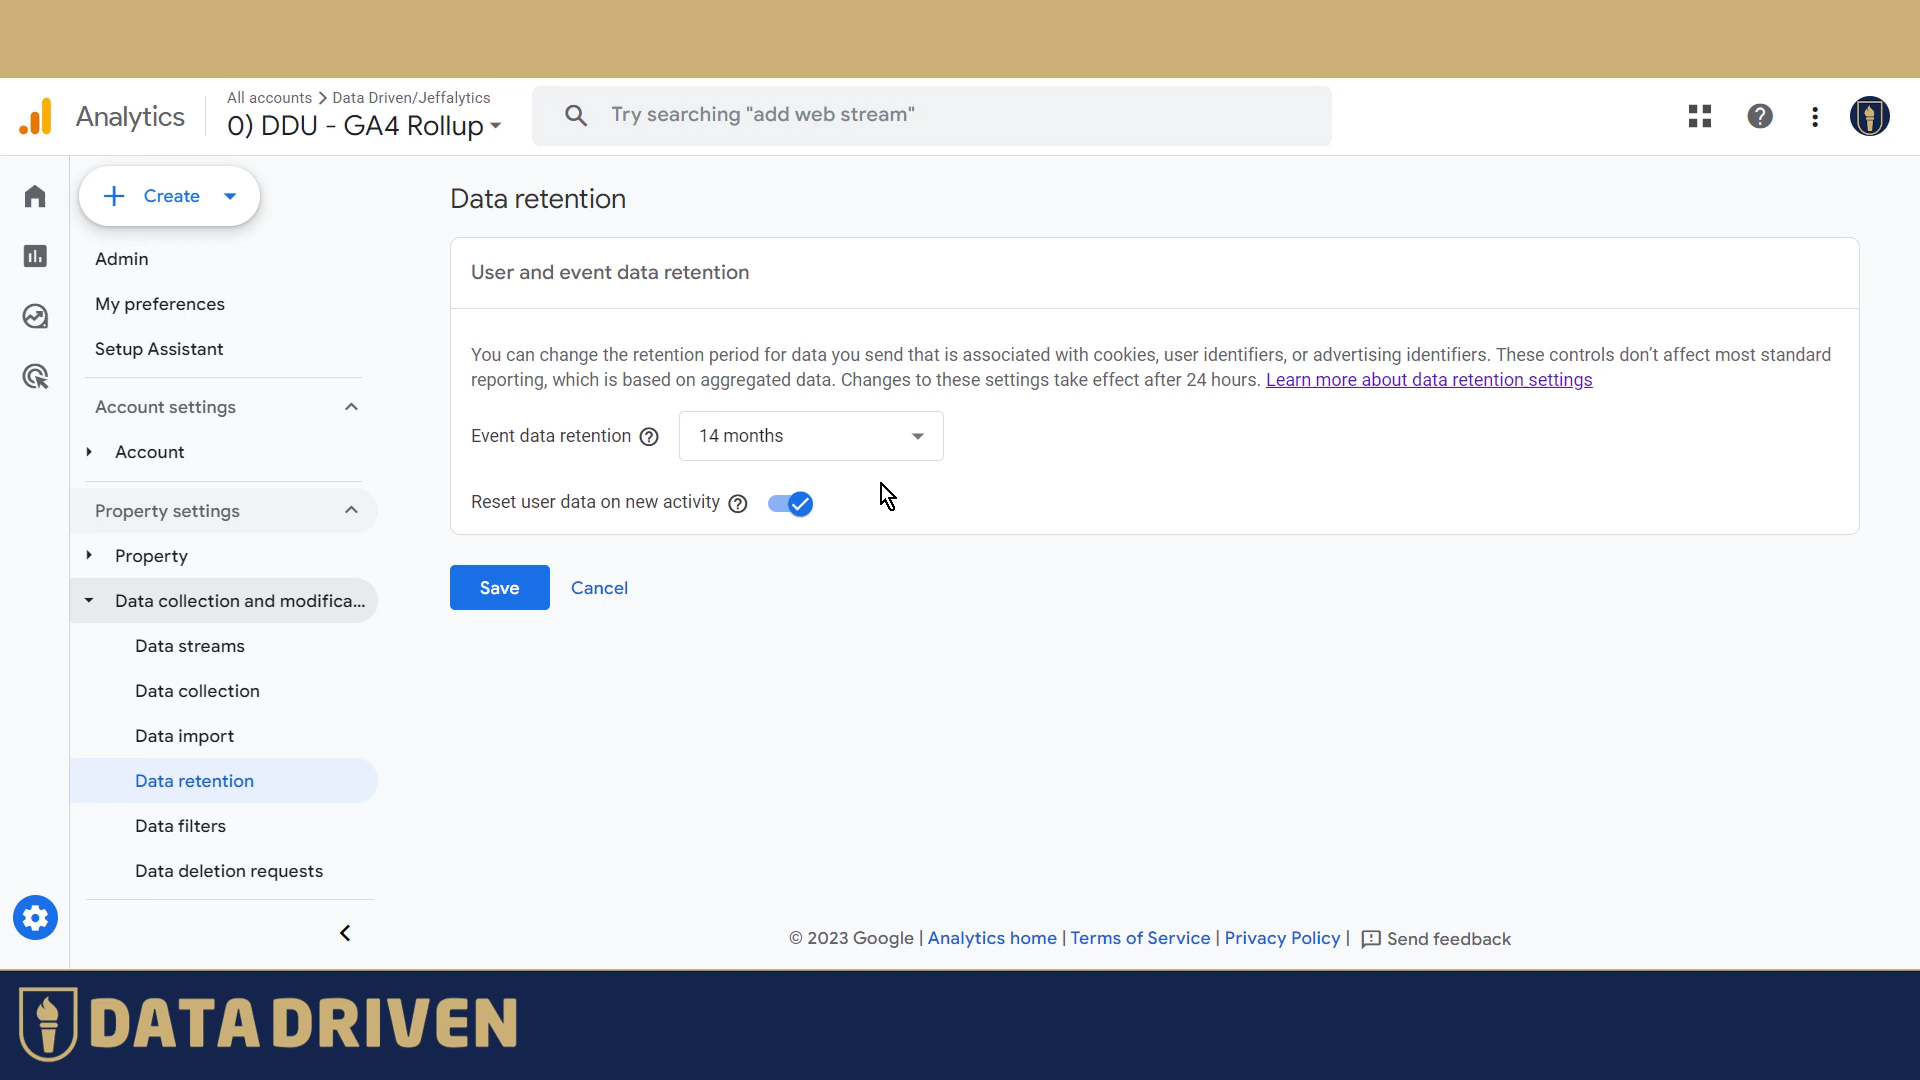 Analytics
All accounts > Data Driven/Jeffalytics
0) DDU - GA4 Rollup
Try searching "add web stream"
Create
Admin
My preferences
Setup Assistant
Account settings
Account
Property settings
Property
Data collection and modifica...
Data streams
Data collection
Data import
Data retention
Data filters
Data deletion requests
Data retention
User and event data retention
You can change the retention period for data you send that is associated with cookies, user identifiers, or advertising identifiers. These controls don't affect most standard
reporting, which is based on aggregated data. Changes to these settings take effect after 24 hours. Learn more about data retention settings
Event data retention 14 months
Reset user data on new activity
Save Cancel
© 2023 Google | Analytics home | Terms of Service | Privacy Policy | Send feedback
DATA DRIVEN